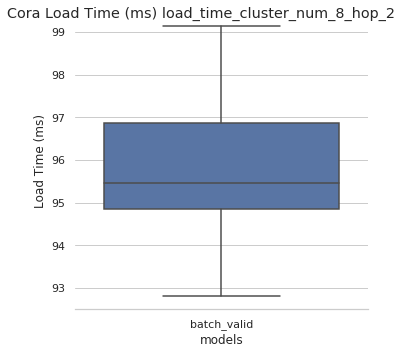 Cora Load Time (ms) load_time_cluster_num_8_hop_2
99
98
97
96
95
94
93
Load Time (ms)
batch_valid
models